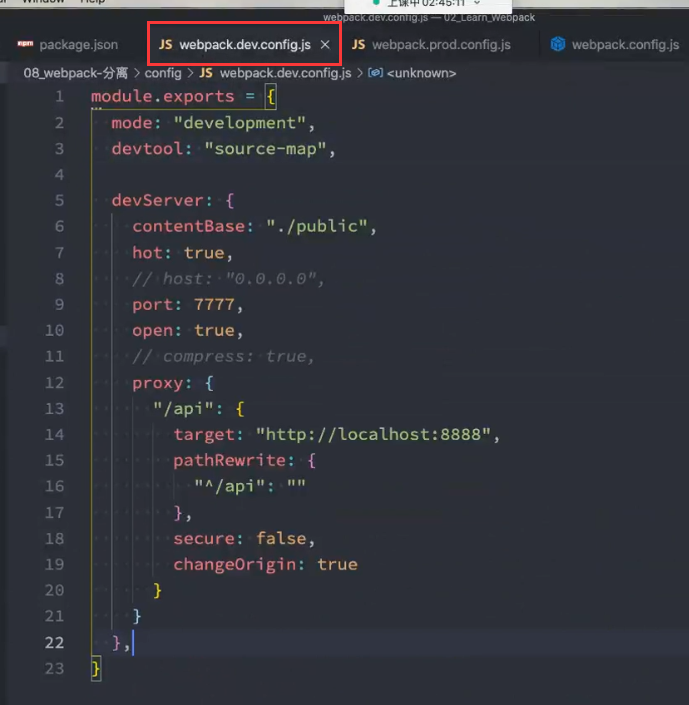 上课中 02:45:11
webpack.dev.config.js — 02_Learn_Webpack
npm package.json
JS webpack.dev.config.js ×
JS webpack.prod.config.js
webpack.config.js
08_webpack-分离 > config > JS webpack.dev.config.js > <unknown>
1 module.exports = {
2 mode: "development",
3 devtool: "source-map",
4
5 devServer: {
6 contentBase: "./public",
7 hot: true,
8 // host: "0.0.0.0",
9 port: 7777,
10 open: true,
11 // compress: true,
12 proxy: {
13 "/api": {
14 target: "http://localhost:8888",
15 pathRewrite: {
16 "^/api": ""
17 },
18 secure: false,
19 changeOrigin: true
20 }
21 }
22 },
23 }